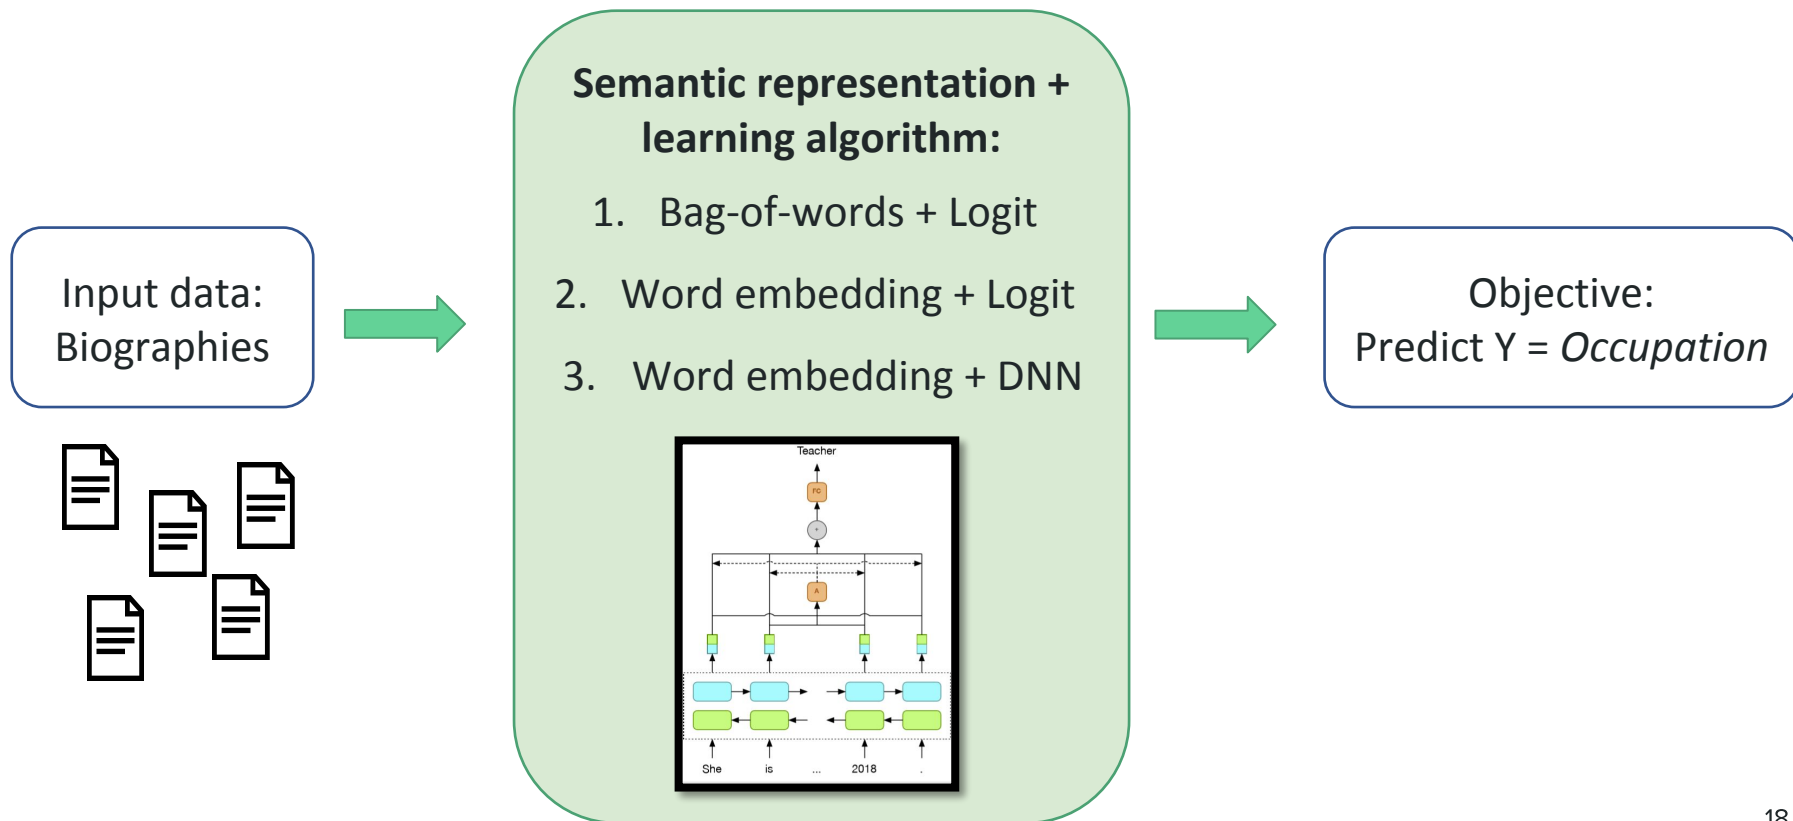 Semantic representation +
learning algorithm:
1. Bag-of-words + Logit
2. Word embedding + Logit
3. Word embedding + DNN
Input data:
Biographies
Objective:
Predict Y = Occupation
Teacher
FC
+
A
She is ... 2018 .
18